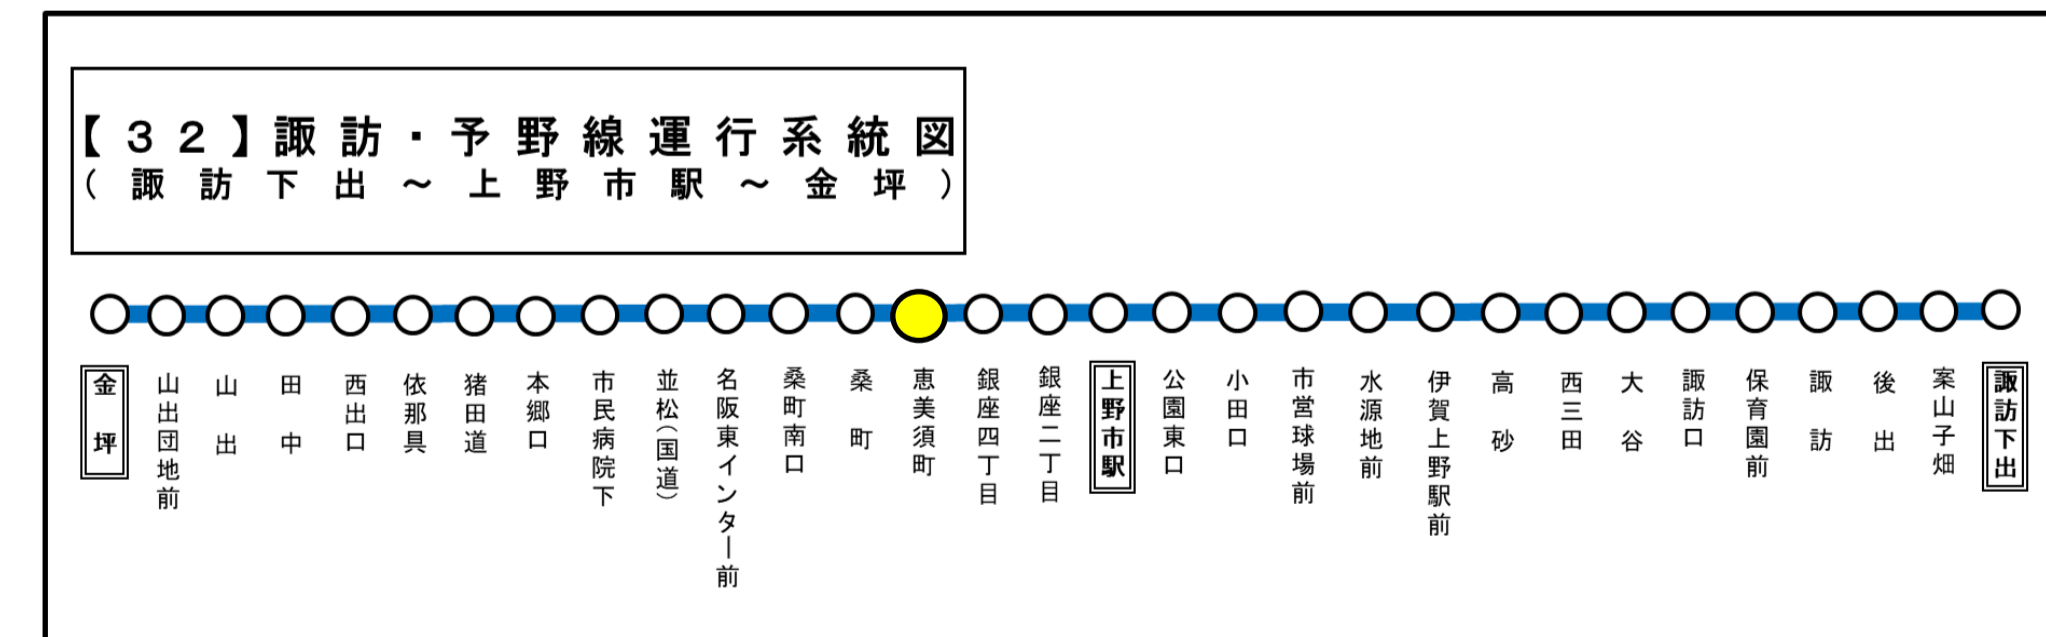 【32】諏訪・予野線運行系統図
（諏訪下出～上野市駅～金坪）
金坪
山出団地前
山出
田中
西出口
依那具
猪田道
本郷口
市民病院下
並松（国道）
名阪東インター前
桑町南口
桑町
恵美須町
銀座四丁目
銀座二丁目
上野市駅
公園東口
小田口
市営球場前
水源地前
伊賀上野駅前
高砂
西三田
大谷
諏訪口
保育園前
諏訪
後出
案山子畑
諏訪下出